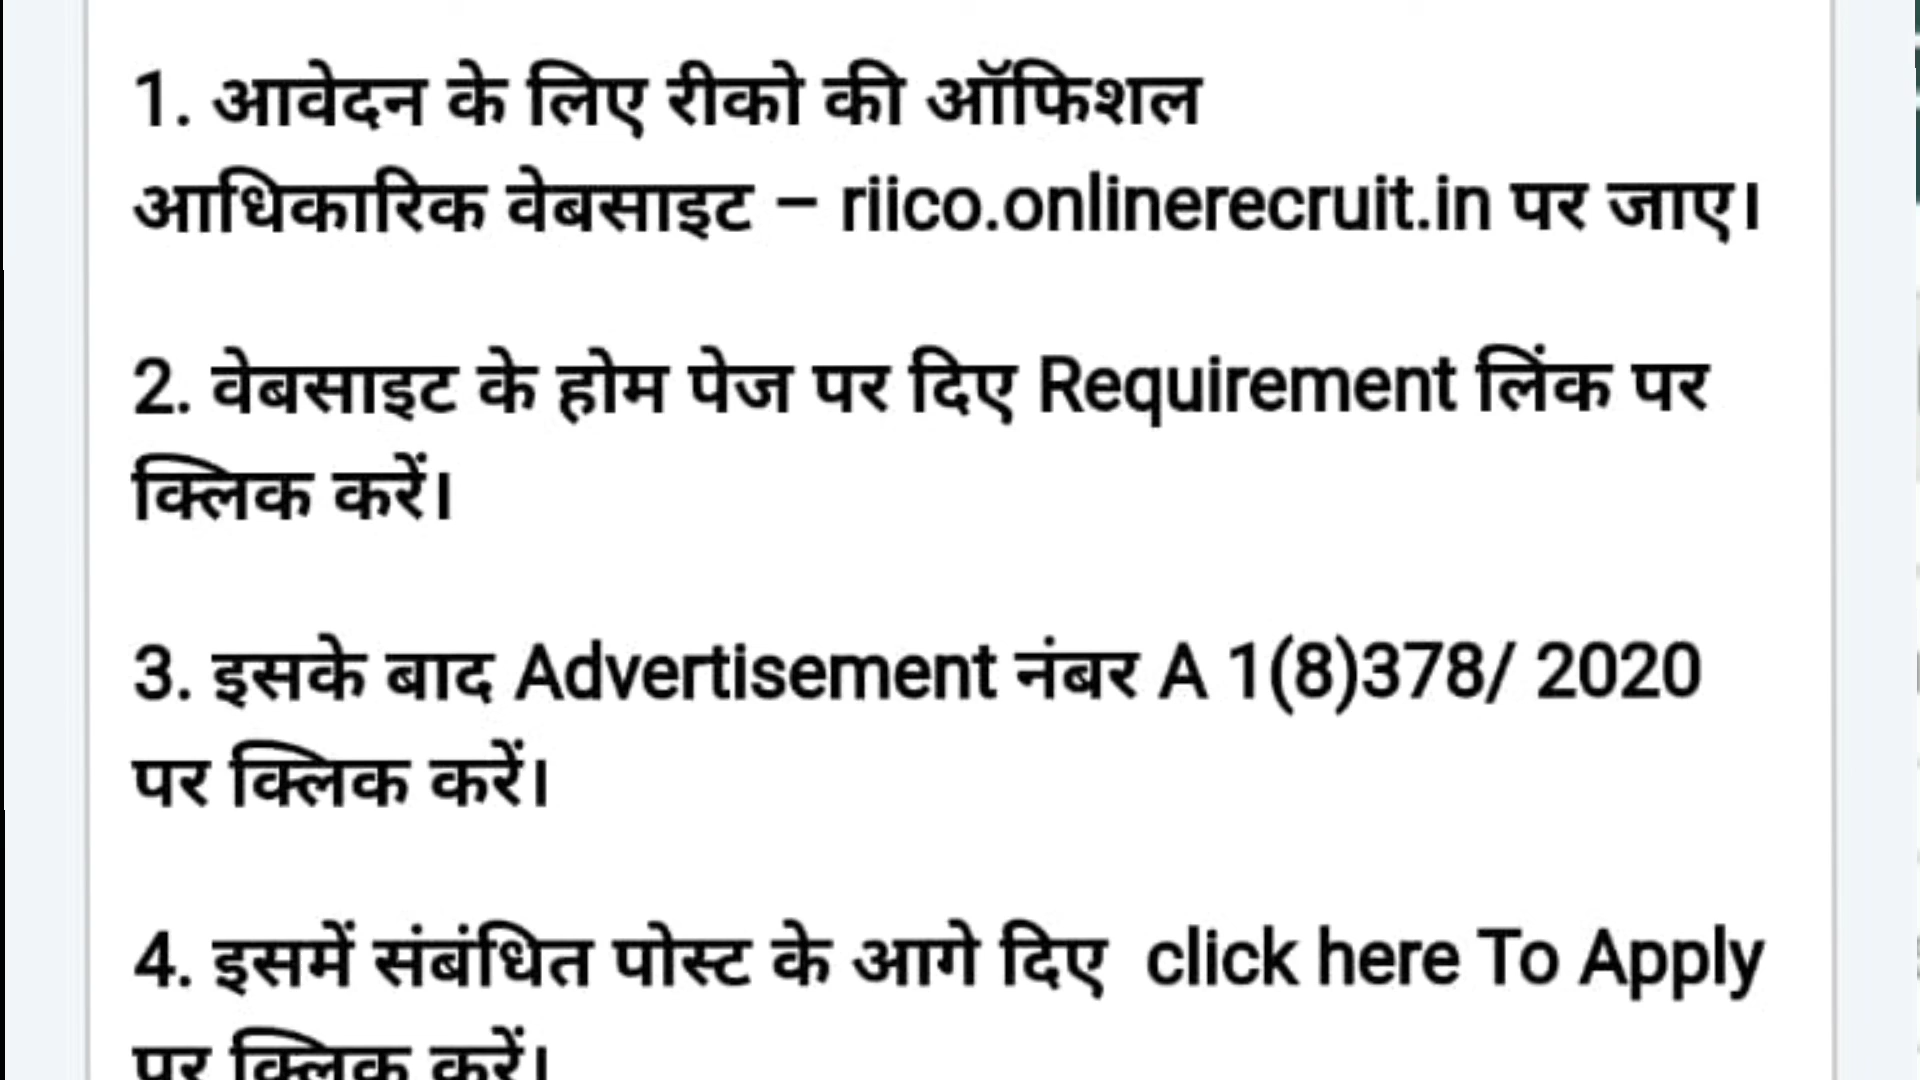 1. आवेदन के लिए रीको की ऑफिशल
आधिकारिक वेबसाइट – riico.onlinerecruit.in पर जाए।
2. वेबसाइट के होम पेज पर दिए Requirement लिंक पर
क्लिक करें।
3. इसके बाद Advertisement नंबर A 1(8)378/ 2020
पर क्लिक करें।
4. इसमें संबंधित पोस्ट के आगे दिए click here To Apply
पर क्लिक करें।